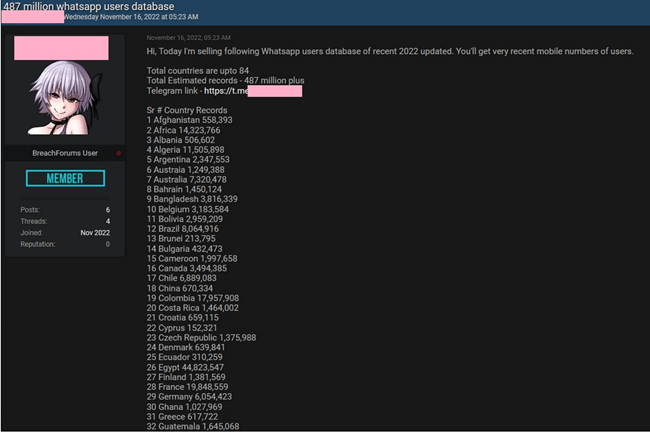 487 million whatsapp users database
Wednesday November 16, 2022 at 05:23 AM
November 16, 2022, 05:23 AM
Hi, Today I'm selling following Whatsapp users database of recent 2022 updated. You'll get very recent mobile numbers of users.
Total countries are upto 84
Total Estimated records - 487 million plus
Telegram link - https://t.me
BreachForums User
MEMBER
Posts: 6
Threads: 4
Joined: Nov 2022
Reputation: 0
Sr # Country Records
1 Afghanistan 558,393
2 Africa 14,323,766
3 Albania 506,602
4 Algeria 11,505,898
5 Argentina 2,347,553
6 Austraia 1,249,388
7 Australia 7,320,478
8 Bahrain 1,450,124
9 Bangladesh 3,816,339
10 Belgium 3,183,584
11 Bolivia 2,959,209
12 Brazil 8,064,916
13 Brunei 213,795
14 Bulgaria 432,473
15 Cameroon 1,997,658
16 Canada 3,494,385
17 Chile 6,889,083
18 China 670,334
19 Colombia 17,957,908
20 Costa Rica 1,464,002
21 Croatia 659,115
22 Cyprus 152,321
23 Czech Republic 1,375,988
24 Denmark 639,841
25 Ecuador 310,259
26 Egypt 44,823,547
27 Finland 1,381,569
28 France 19,848,559
29 Germany 6,054,423
30 Ghana 1,027,969
31 Greece 617,722
32 Guatemala 1,645,068